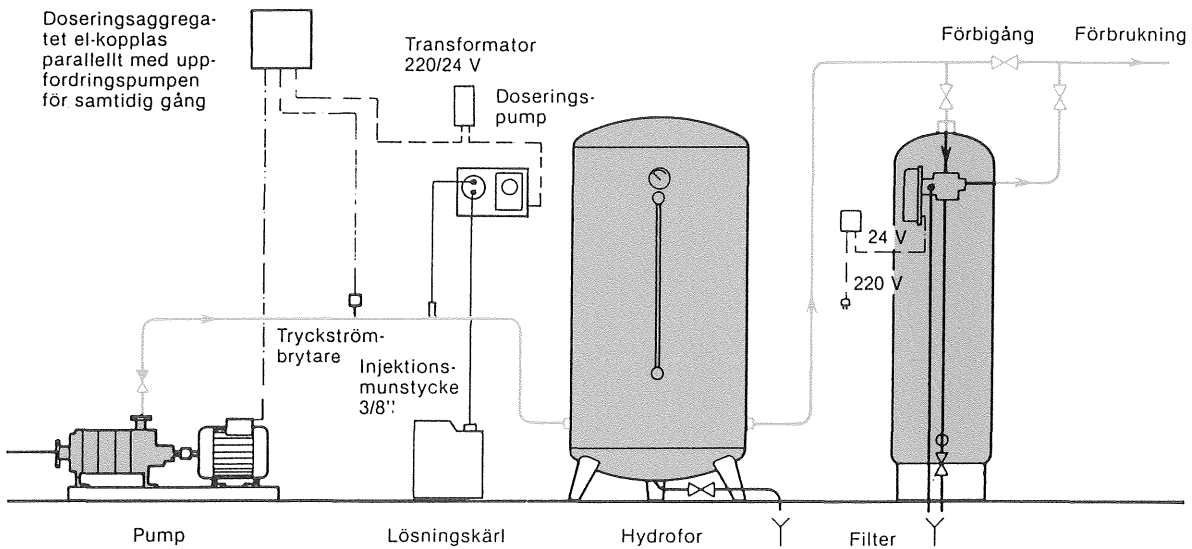 Doseringsaggrega-
tatet el-kopplas
parallellt med upp-
fordringspumpen
för samtidig gång
Transformator
220/24 V
Doserings-
pump
Förbigång
Förbrukning
24 V
220 V
Tryckström-
brytare
Injektions-
munstycke
3/8"
Pump
Lösningskärl
Hydrofor
Filter